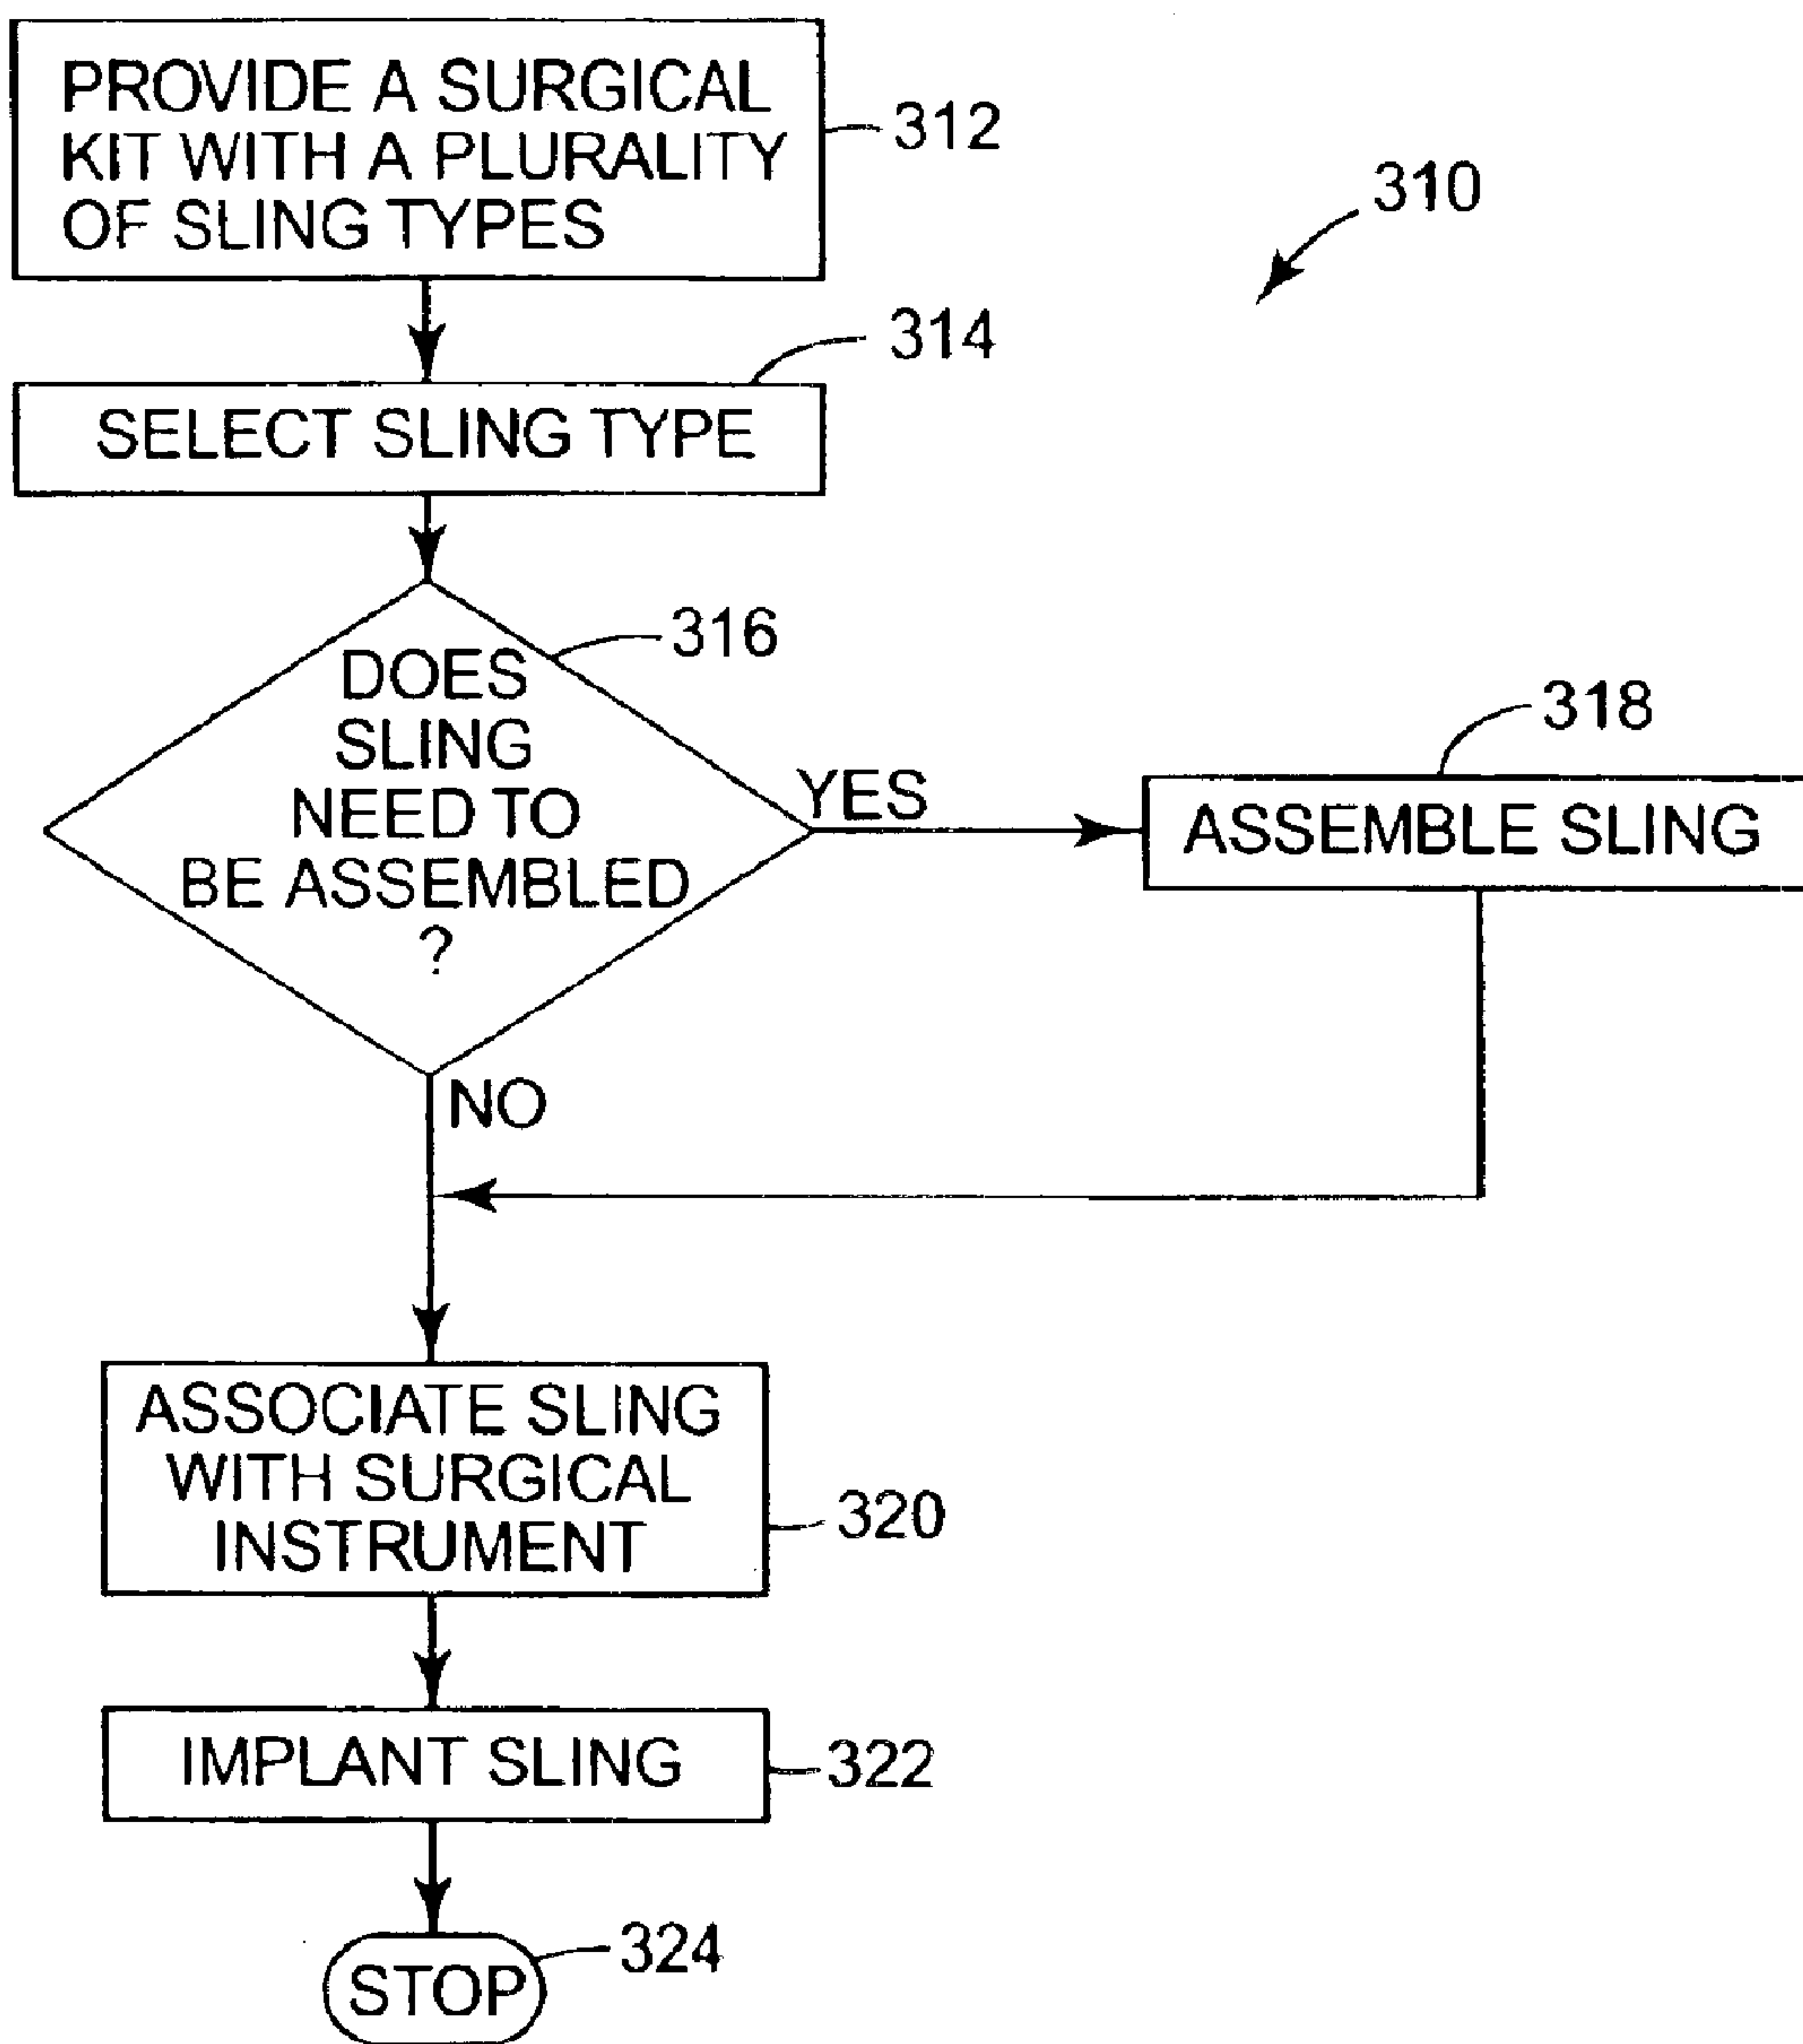 PROVIDE A SURGICAL
KIT WITH A PLURALITY
OF SLING TYPES
312
310
314
SELECT SLING TYPE
316
DOES
SLING
NEED TO
BE ASSEMBLED
?
YES
318
ASSEMBLE SLING
NO
ASSOCIATE SLING
WITH SURGICAL
INSTRUMENT
320
IMPLANT SLING
322
324
STOP